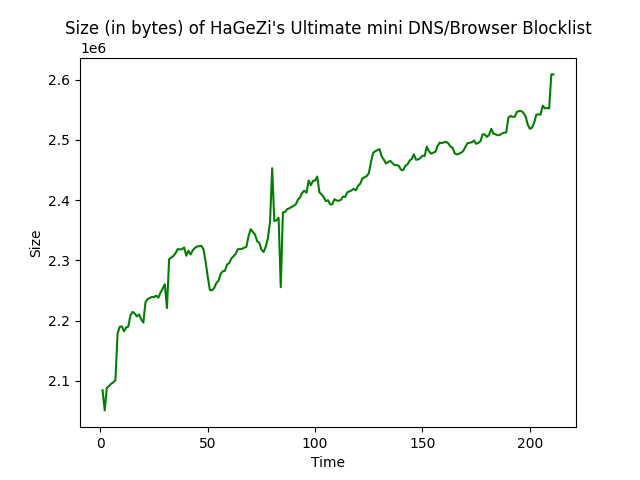 Size (in bytes) of HaGeZi's Ultimate mini DNS/Browser Blocklist
1e6
2.6
2.5
2.4
2.3
2.2
2.1
Size
0 50 100 150 200
Time